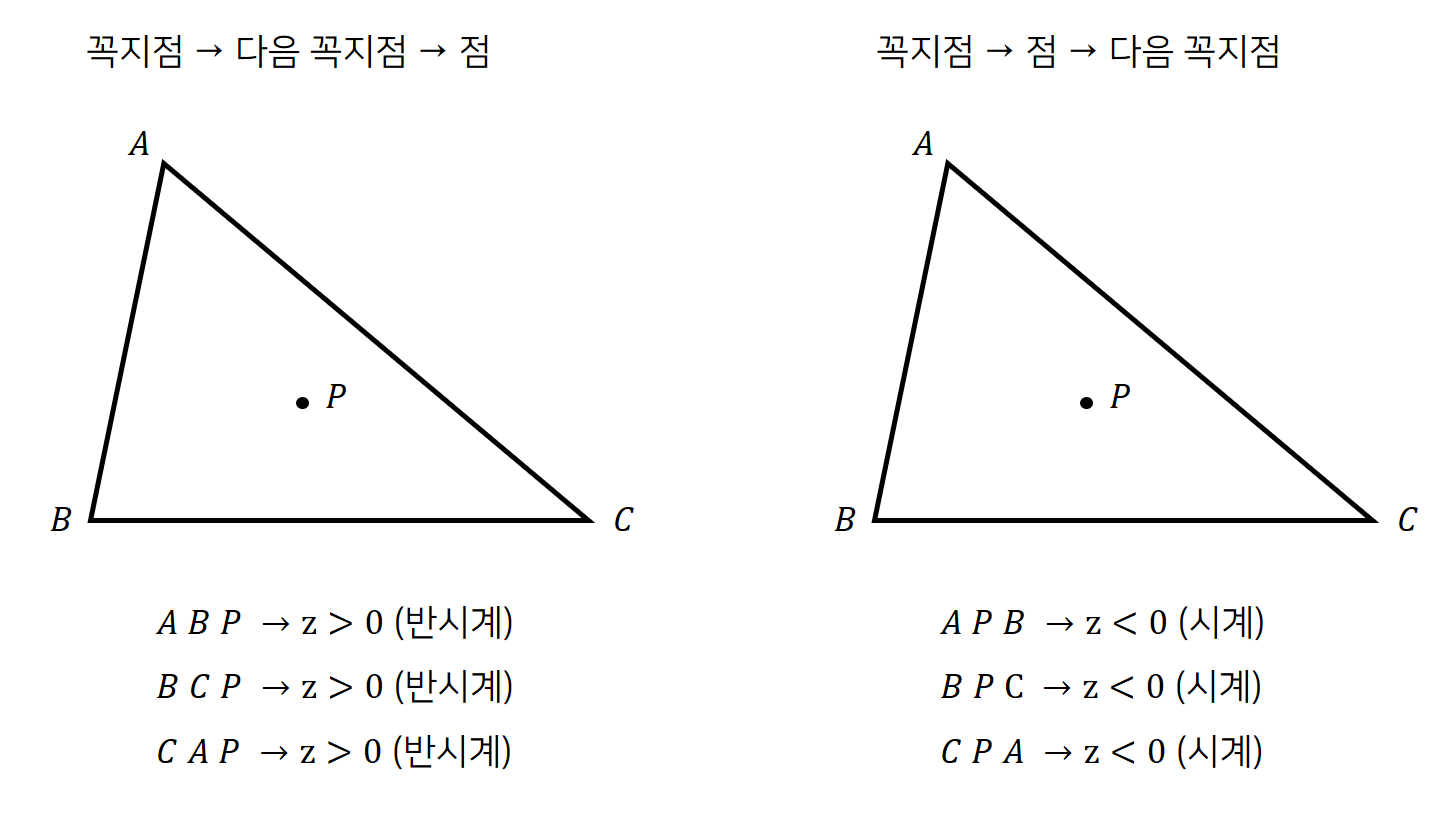 꼭지점 → 다음 꼭지점 → 점
A
P
B
C
A B P → z > 0 (반시계)
B C P → z > 0 (반시계)
C A P → z > 0 (반시계)
꼭지점 → 점 → 다음 꼭지점
A
P
B
C
A P B → z < 0 (시계)
B P C → z < 0 (시계)
C P A → z < 0 (시계)